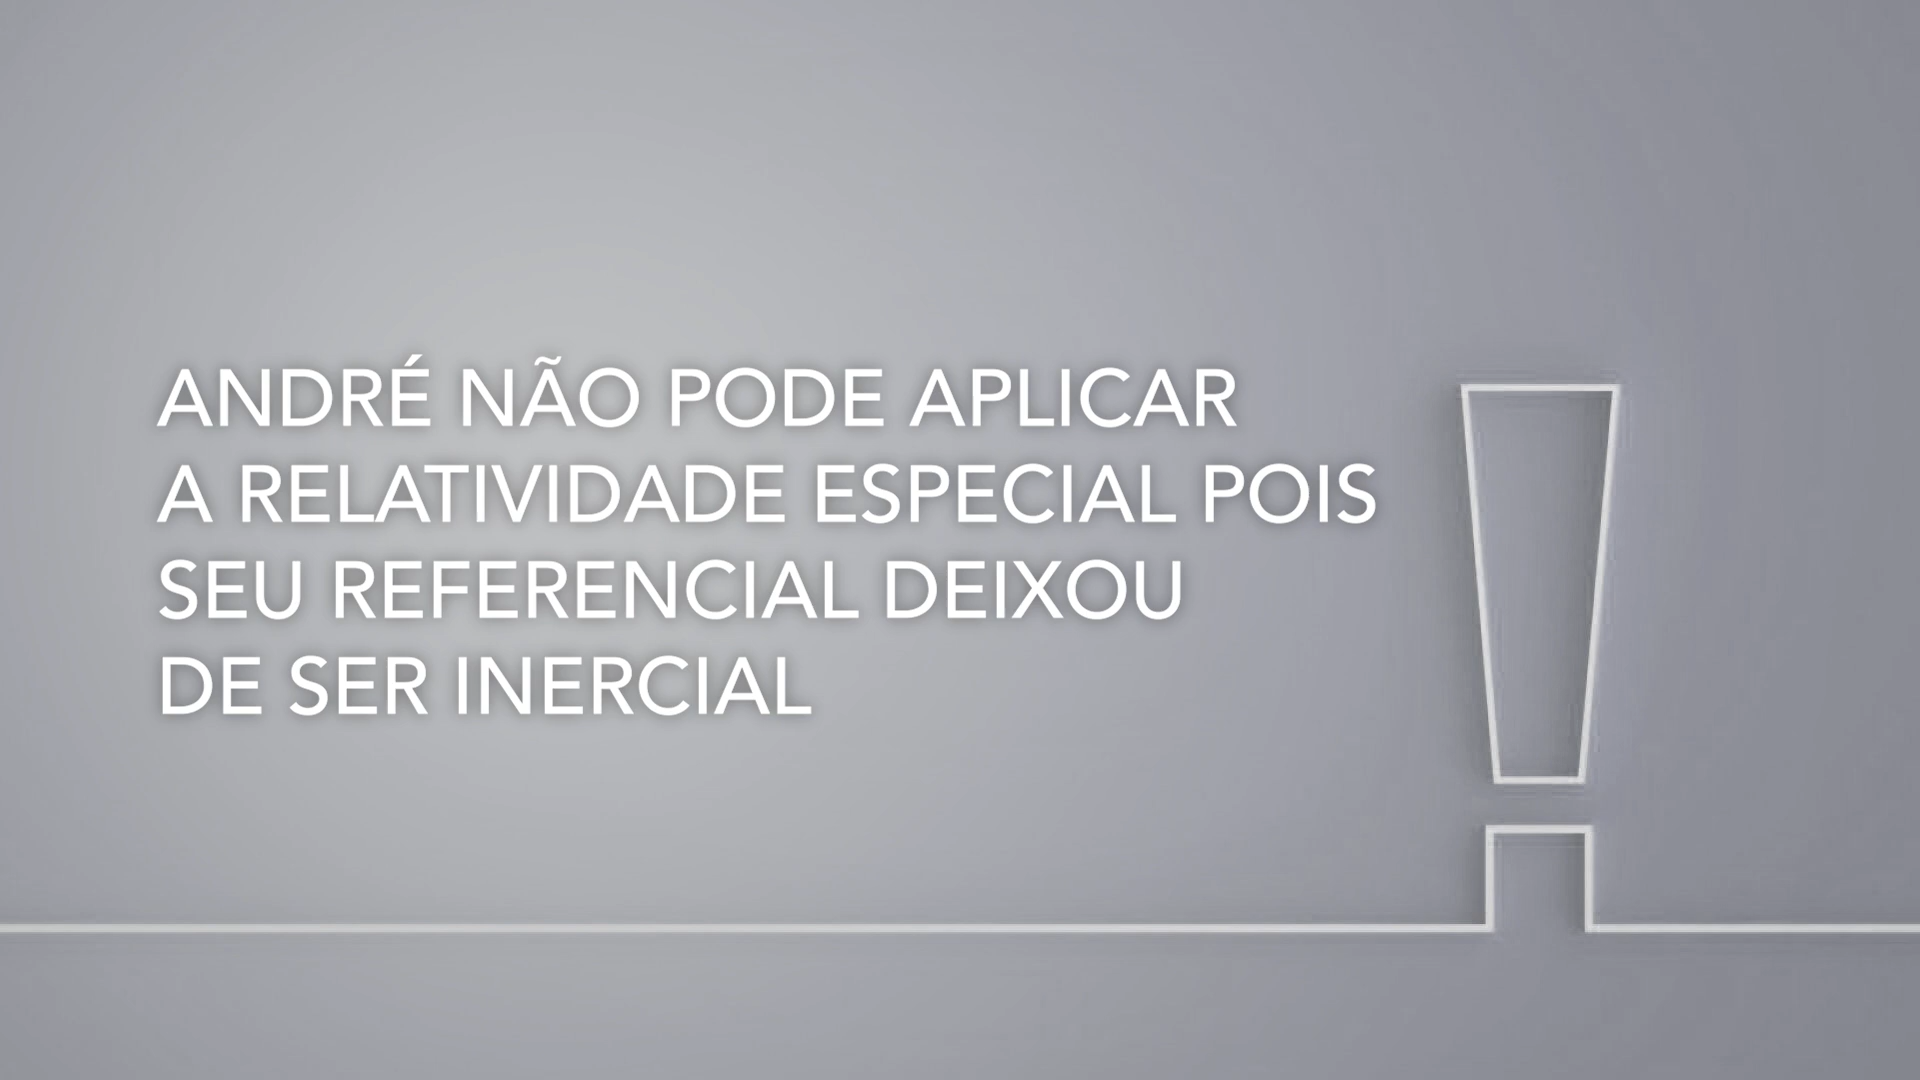 ANDRÉ NÃO PODE APLICAR
A RELATIVIDADE ESPECIAL POIS
SEU REFERENCIAL DEIXOU
DE SER INERCIAL